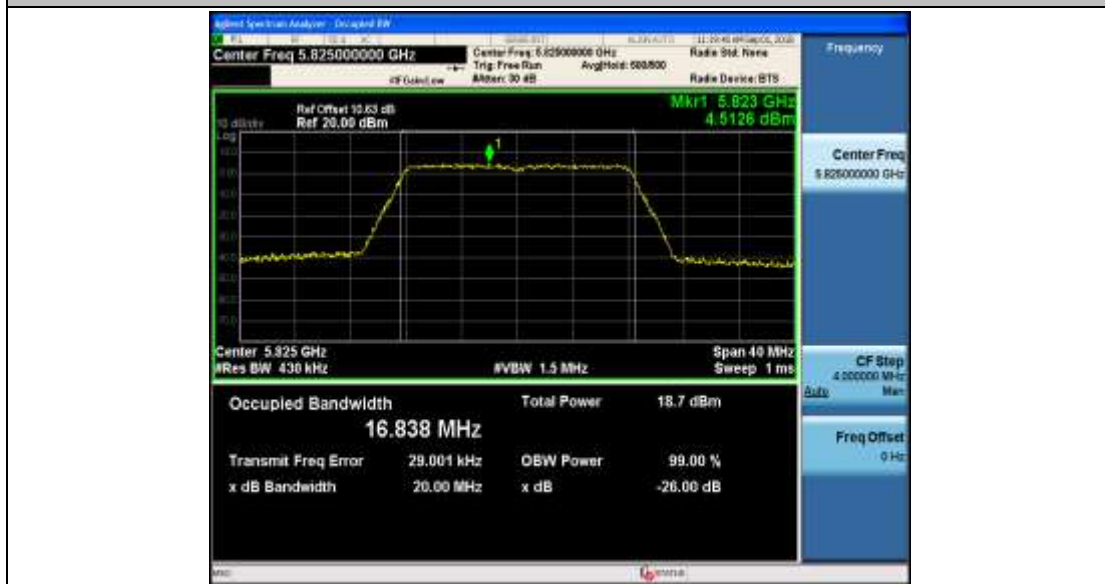 Agilent Spectrum Analyzer - Occupied BW
Center Freq 5.825000000 GHz
Center Freq: 5.825000000 GHz
Radio Std: None
Trig: Free Run
Avg|Hold: 500/500
#IFGain:Low
#Atten: 30 dB
Radio Device: BTS
Frequency
Mkr1 5.823 GHz
4.5126 dBm
Ref Offset 10.63 dB
10 dB/div
Ref 20.00 dBm
Log
1
Center Freq
5.825000000 GHz
Center 5.825 GHz
Span 40 MHz
#Res BW 430 kHz
#VBW 1.5 MHz
Sweep 1 ms
CF Step
4.000000 MHz
Auto
Man
Occupied Bandwidth
Total Power
18.7 dBm
16.838 MHz
Freq Offset
0 Hz
Transmit Freq Error
29.001 kHz
OBW Power
99.00 %
x dB Bandwidth
20.00 MHz
x dB
-26.00 dB
MSG
STATUS